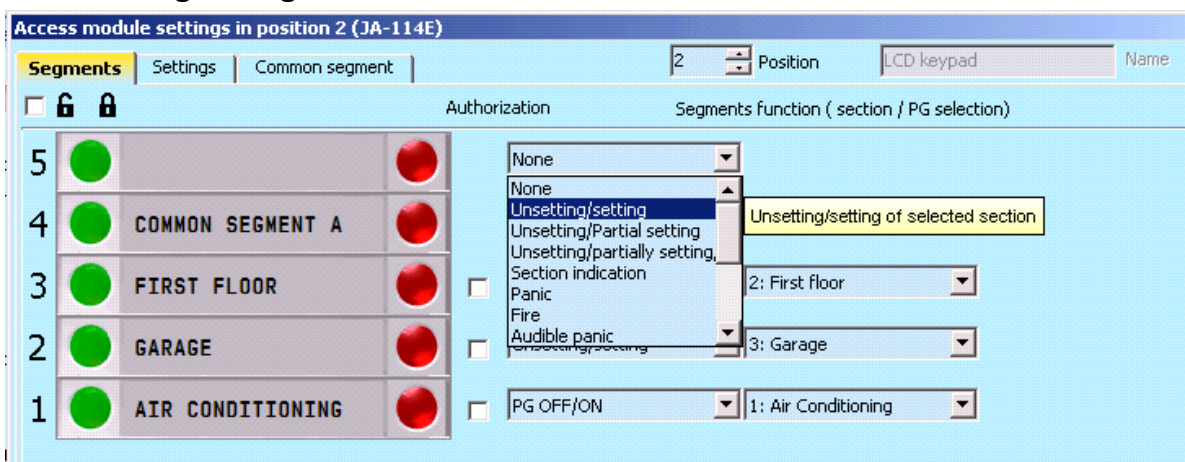 Access module settings in position 2 (JA-114E)
Segments Settings Common segment 2 Position LCD keypad Name
Authorization Segments function ( section / PG selection)
5 None
None
Unsetting/setting Unsetting/setting of selected section
4 COMMON SEGMENT A Unsetting/Partial setting
Unsetting/partially setting,
3 FIRST FLOOR Section indication 2: First floor
Panic
Fire
2 GARAGE Audible panic 3: Garage
1 AIR CONDITIONING PG OFF/ON 1: Air Conditioning